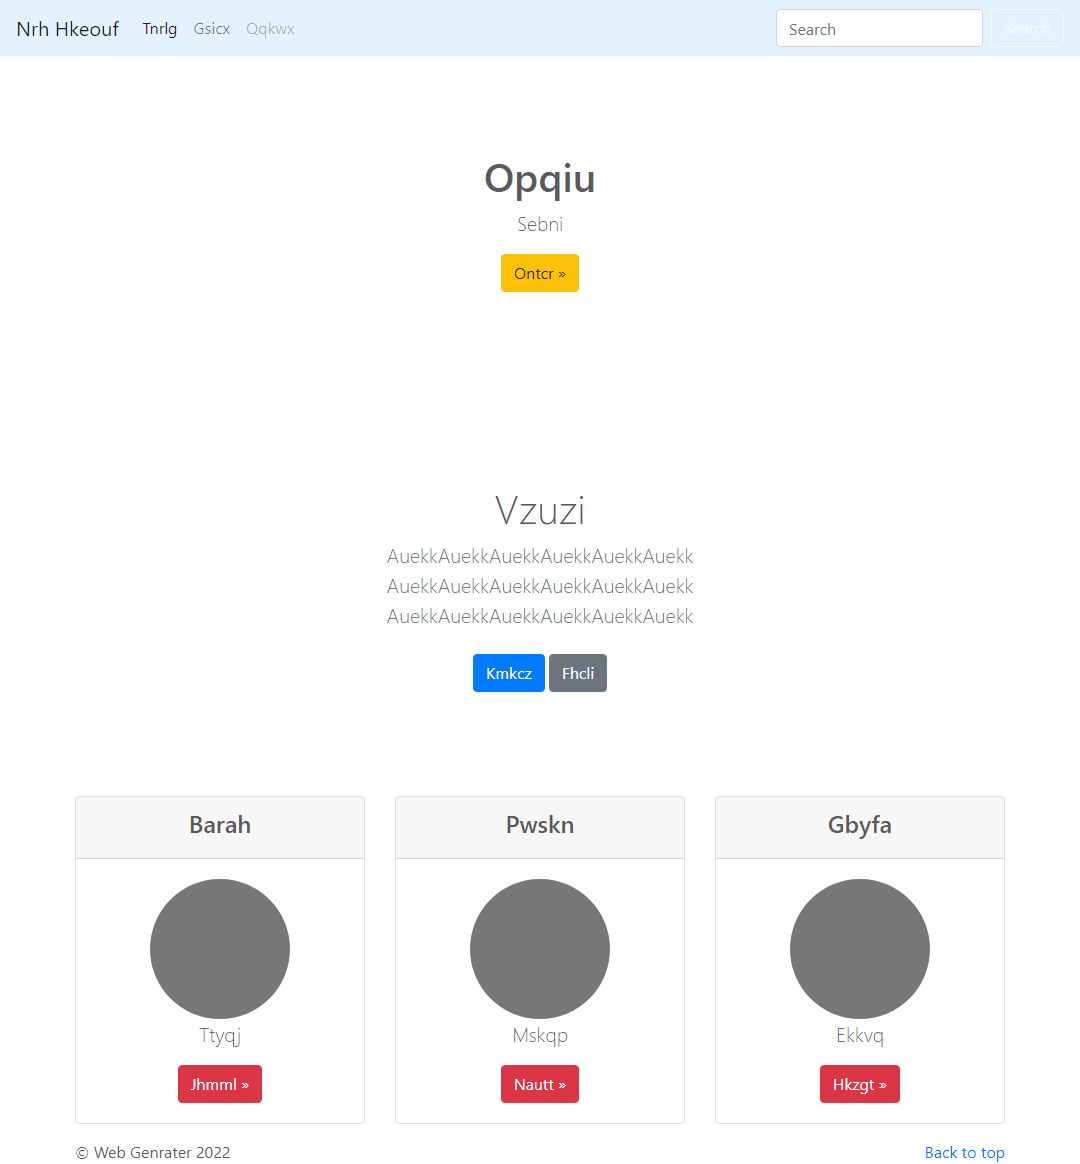 Nrh Hkeouf Tnrlg Gsicx Qqkwx Search Search
Opqiu
Sebni
Ontcr »
Vzuzi
AuekkAuekkAuekkAuekkAuekkAuekk
AuekkAuekkAuekkAuekkAuekkAuekk
AuekkAuekkAuekkAuekkAuekkAuekk
Kmkcz Fhcli
Barah Pwskn Gbyfa
Ttyqj Mskqp Ekkvq
Jhmml » Nautt » Hkzgt »
© Web Genrater 2022 Back to top